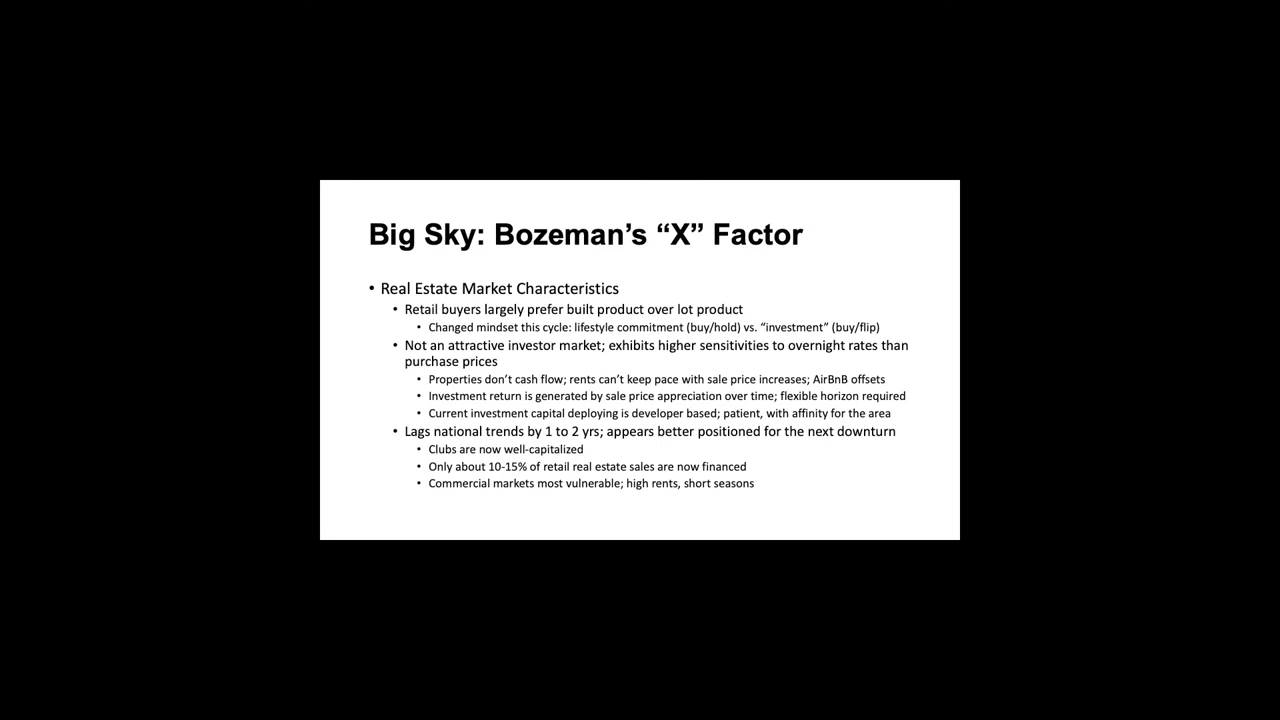 Big Sky: Bozeman’s “X” Factor
• Real Estate Market Characteristics
• Retail buyers largely prefer built product over lot product
• Changed mindset this cycle: lifestyle commitment (buy/hold) vs. “investment” (buy/flip)
• Not an attractive investor market; exhibits higher sensitivities to overnight rates than
purchase prices
• Properties don’t cash flow; rents can’t keep pace with sale price increases; AirBnB offsets
• Investment return is generated by sale price appreciation over time; flexible horizon required
• Current investment capital deploying is developer based; patient, with affinity for the area
• Lags national trends by 1 to 2 yrs; appears better positioned for the next downturn
• Clubs are now well-capitalized
• Only about 10-15% of retail real estate sales are now financed
• Commercial markets most vulnerable; high rents, short seasons